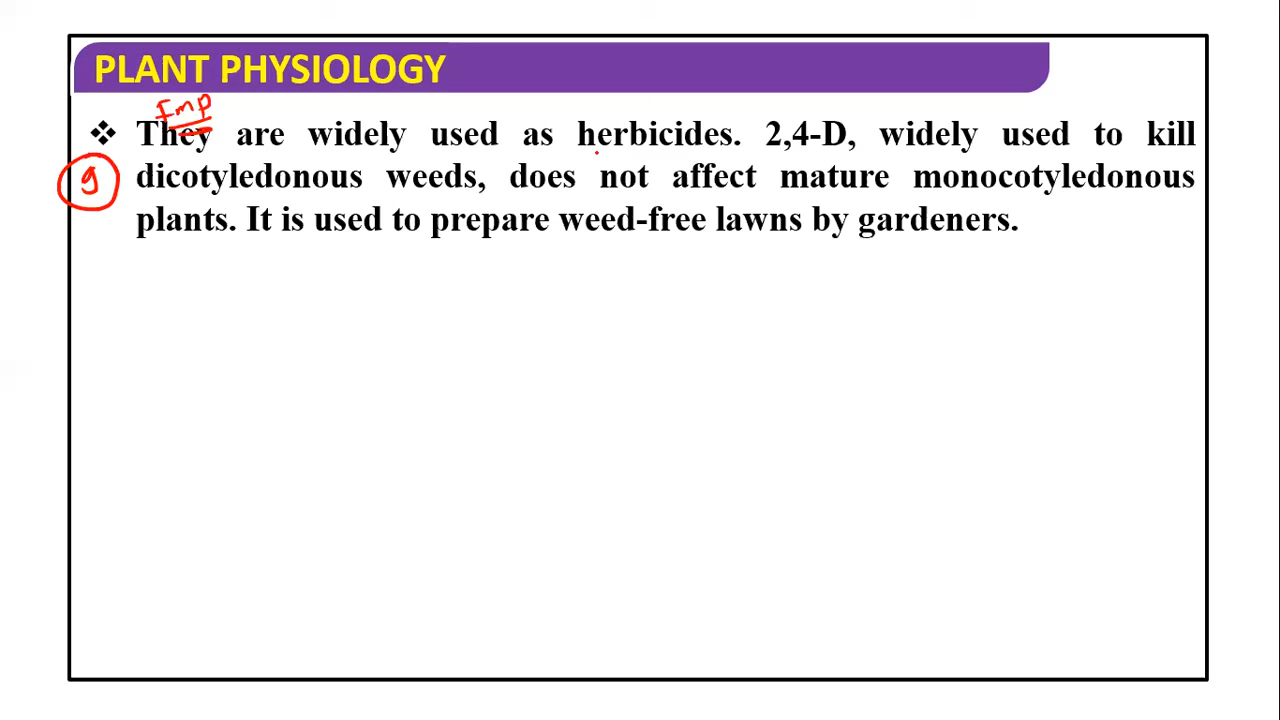 PLANT PHYSIOLOGY
Imp
❖ They are widely used as herbicides. 2,4-D, widely used to kill
9 dicotyledonous weeds, does not affect mature monocotyledonous
plants. It is used to prepare weed-free lawns by gardeners.